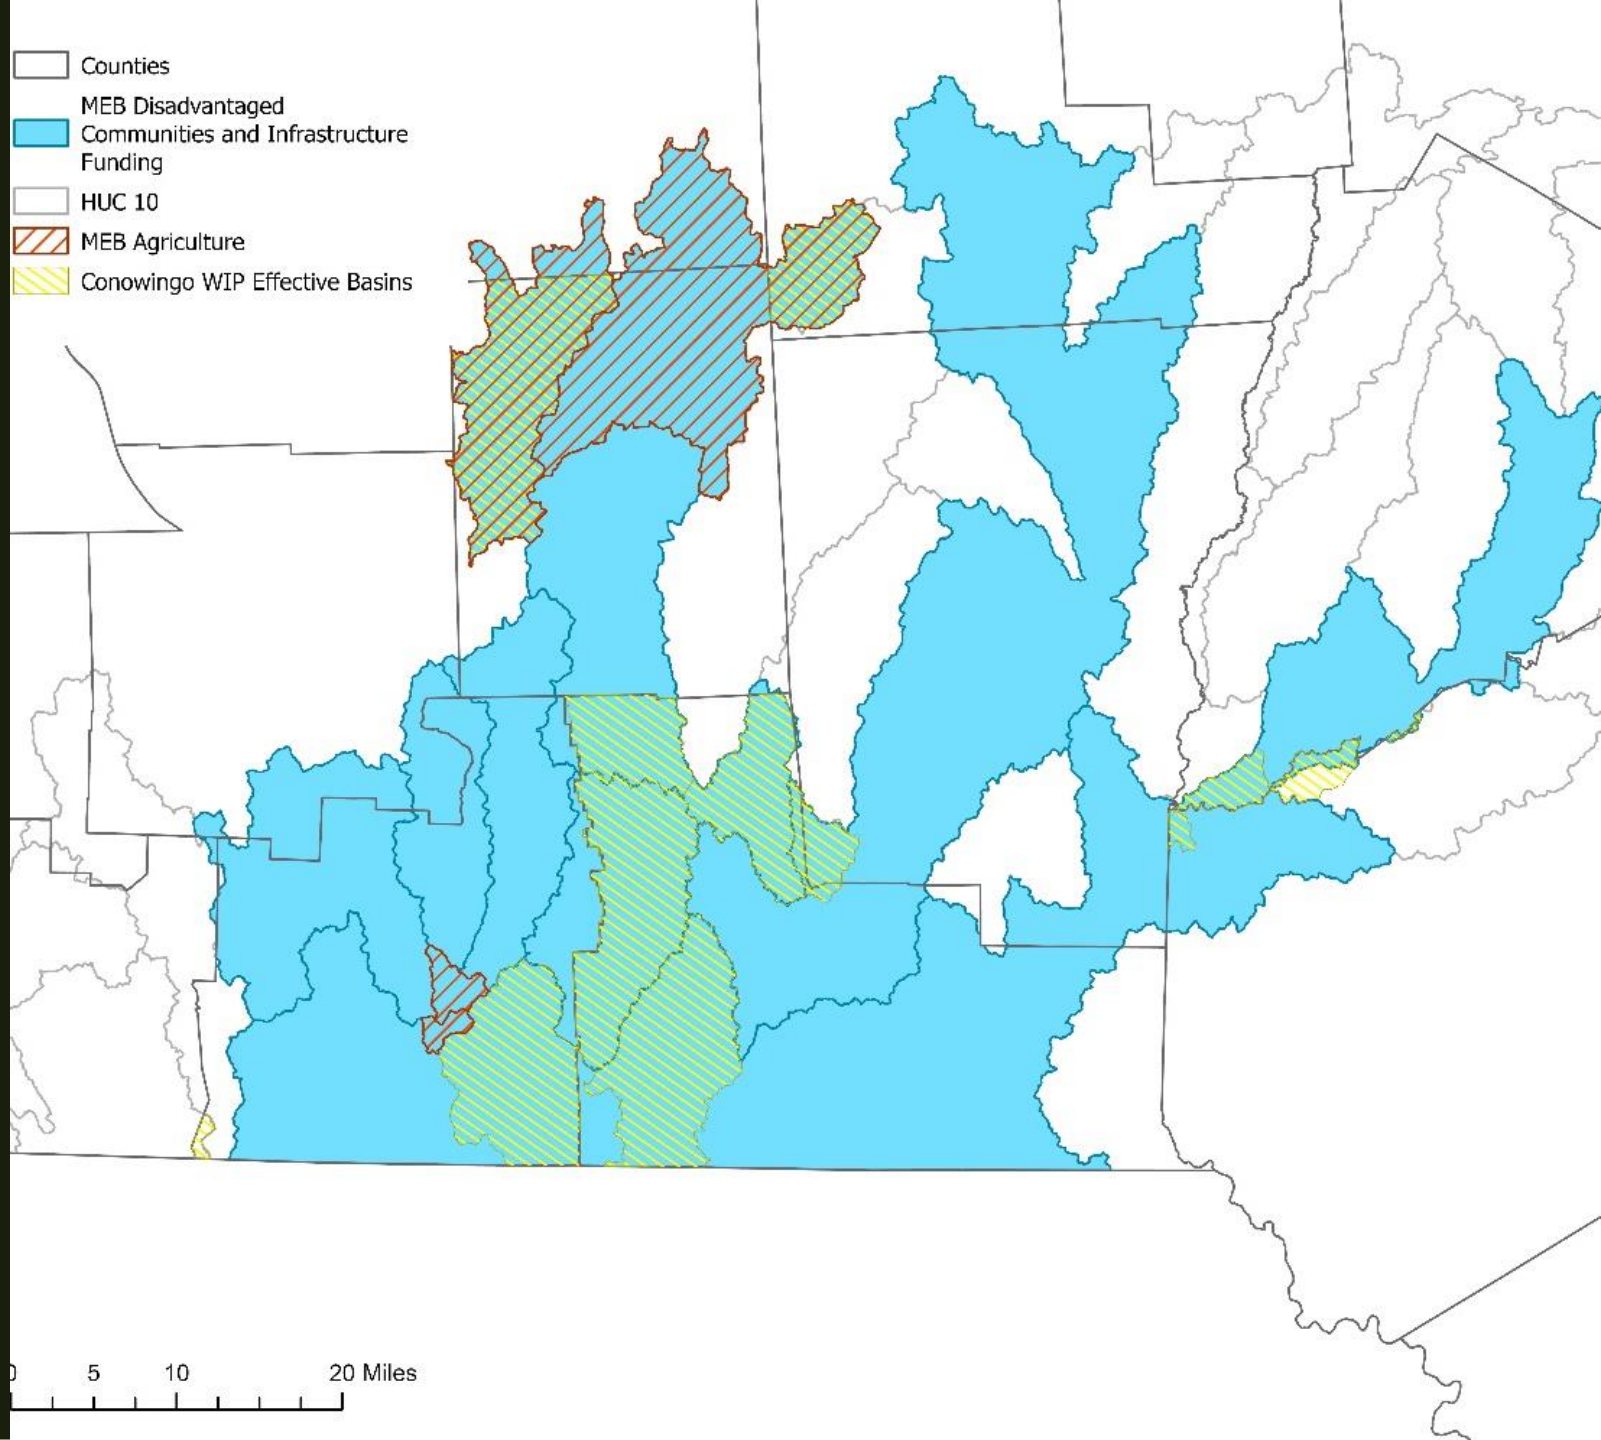 Counties
MEB Disadvantaged
Communities and Infrastructure
Funding
HUC 10
MEB Agriculture
Conowingo WIP Effective Basins
0 5 10 20 Miles